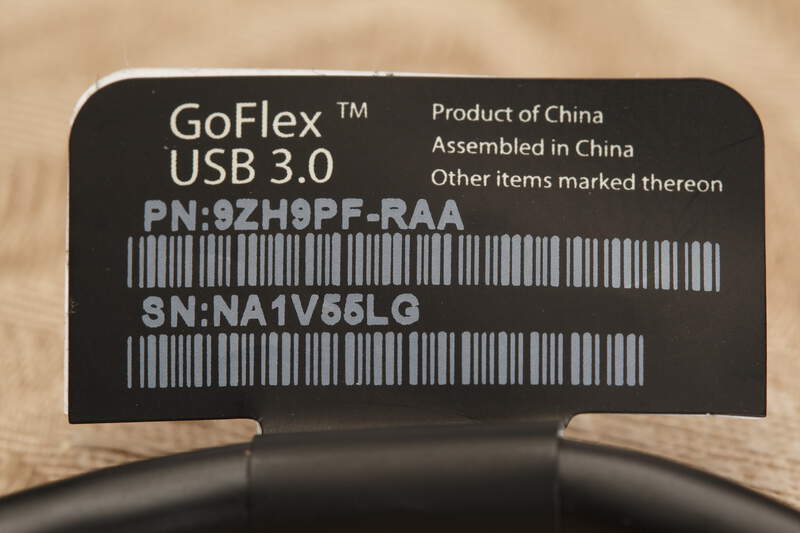 GoFlex ™
USB 3.0
Product of China
Assembled in China
Other items marked thereon
PN:9ZH9PF-RAA
SN:NA1V55LG